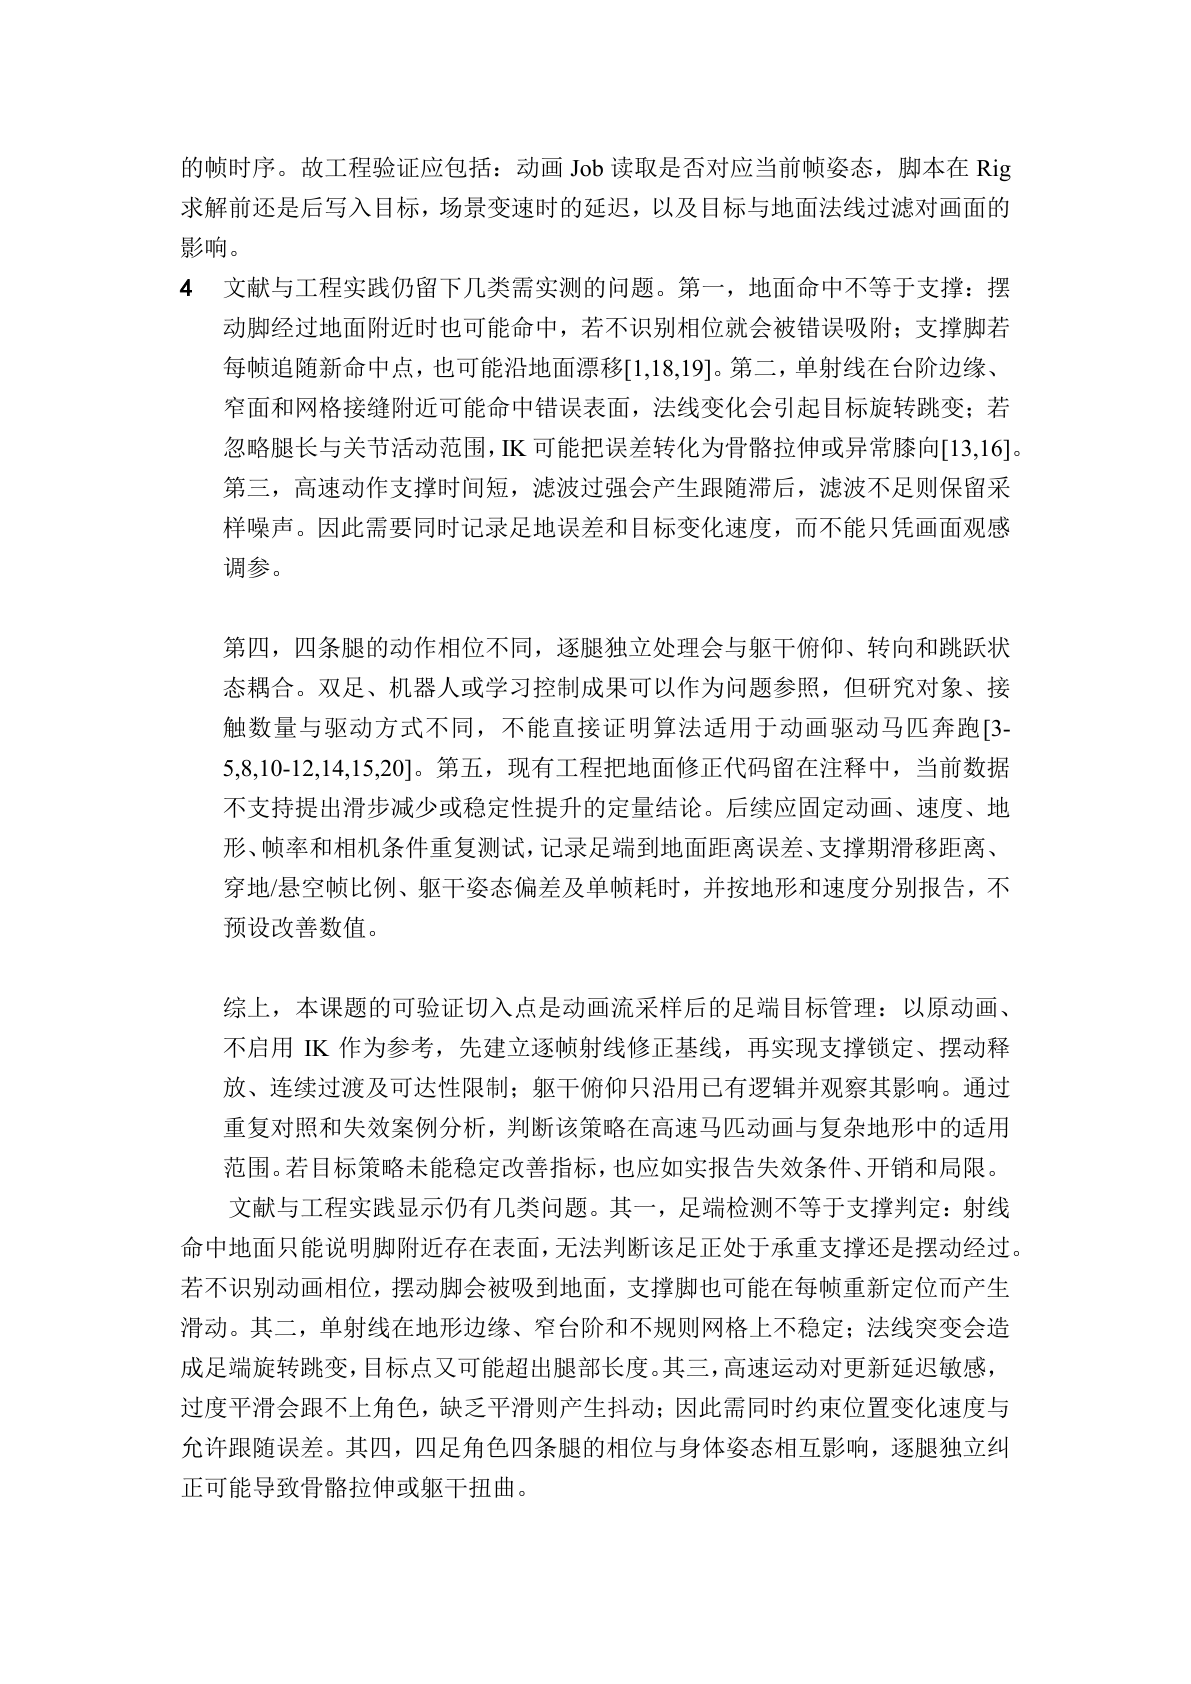 的帧时序。故工程验证应包括：动画 Job 读取是否对应当前帧姿态，脚本在 Rig
求解前还是后写入目标，场景变速时的延迟，以及目标与地面法线过滤对画面的
影响。
4 文献与工程实践仍留下几类需实测的问题。第一，地面命中不等于支撑：摆
动脚经过地面附近时也可能命中，若不识别相位就会被错误吸附；支撑脚若
每帧追随新命中点，也可能沿地面漂移[1,18,19]。第二，单射线在台阶边缘、
窄面和网格接缝附近可能命中错误表面，法线变化会引起目标旋转跳变；若
忽略腿长与关节活动范围，IK 可能把误差转化为骨骼拉伸或异常膝向[13,16]。
第三，高速动作支撑时间短，滤波过强会产生跟随滞后，滤波不足则保留采
样噪声。因此需要同时记录足地误差和目标变化速度，而不能只凭画面观感
调参。
第四，四条腿的动作相位不同，逐腿独立处理会与躯干俯仰、转向和跳跃状
态耦合。双足、机器人或学习控制成果可以作为问题参照，但研究对象、接
触数量与驱动方式不同，不能直接证明算法适用于动画驱动马匹奔跑[3-
5,8,10-12,14,15,20]。第五，现有工程把地面修正代码留在注释中，当前数据
不支持提出滑步减少或稳定性提升的定量结论。后续应固定动画、速度、地
形、帧率和相机条件重复测试，记录足端到地面距离误差、支撑期滑移距离、
穿地/悬空帧比例、躯干姿态偏差及单帧耗时，并按地形和速度分别报告，不
预设改善数值。
综上，本课题的可验证切入点是动画流采样后的足端目标管理：以原动画、
不启用 IK 作为参考，先建立逐帧射线修正基线，再实现支撑锁定、摆动释
放、连续过渡及可达性限制；躯干俯仰只沿用已有逻辑并观察其影响。通过
重复对照和失效案例分析，判断该策略在高速马匹动画与复杂地形中的适用
范围。若目标策略未能稳定改善指标，也应如实报告失效条件、开销和局限。
文献与工程实践显示仍有几类问题。其一，足端检测不等于支撑判定：射线
命中地面只能说明脚附近存在表面，无法判断该足正处于承重支撑还是摆动经过。
若不识别动画相位，摆动脚会被吸到地面，支撑脚也可能在每帧重新定位而产生
滑动。其二，单射线在地形边缘、窄台阶和不规则网格上不稳定；法线突变会造
成足端旋转跳变，目标点又可能超出腿部长度。其三，高速运动对更新延迟敏感，
过度平滑会跟不上角色，缺乏平滑则产生抖动；因此需同时约束位置变化速度与
允许跟随误差。其四，四足角色四条腿的相位与身体姿态相互影响，逐腿独立纠
正可能导致骨骼拉伸或躯干扭曲。